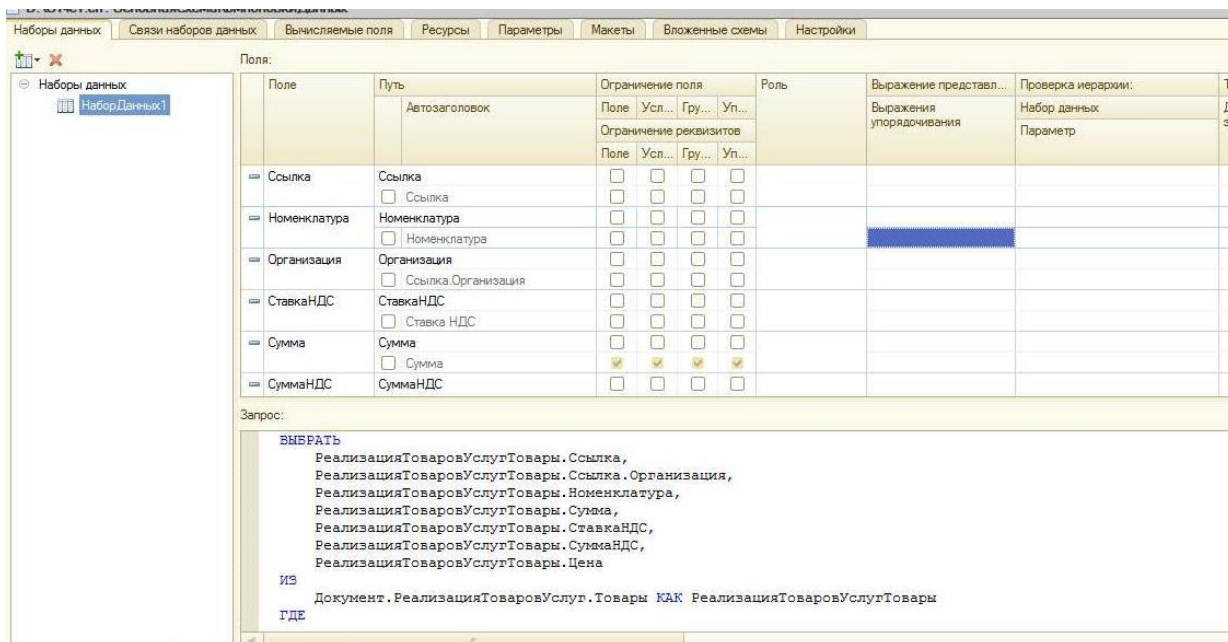 Наборы данных Связи наборов данных Вычисляемые поля Ресурсы Параметры Макеты Вложенные схемы Настройки
Поля:
Наборы данных
НаборДанных1
Поле Путь Ограничение поля Роль Выражение представл... Проверка иерархии:
Автозаголовок Поле Усл... Гру... Уп... Выражения упорядочивания Набор данных
Ограничение реквизитов Параметр
Поле Усл... Гру... Уп...
Ссылка Ссылка
Ссылка
Номенклатура Номенклатура
Номенклатура
Организация Организация
Ссылка.Организация
СтавкаНДС СтавкаНДС
Ставка НДС
Сумма Сумма
Сумма
СуммаНДС СуммаНДС
Запрос:
ВЫБРАТЬ
РеализацияТоваровУслугТовары.Ссылка,
РеализацияТоваровУслугТовары.Ссылка.Организация,
РеализацияТоваровУслугТовары.Номенклатура,
РеализацияТоваровУслугТовары.Сумма,
РеализацияТоваровУслугТовары.СтавкаНДС,
РеализацияТоваровУслугТовары.СуммаНДС,
РеализацияТоваровУслугТовары.Цена
ИЗ
Документ.РеализацияТоваровУслуг.Товары КАК РеализацияТоваровУслугТовары
ГДЕ